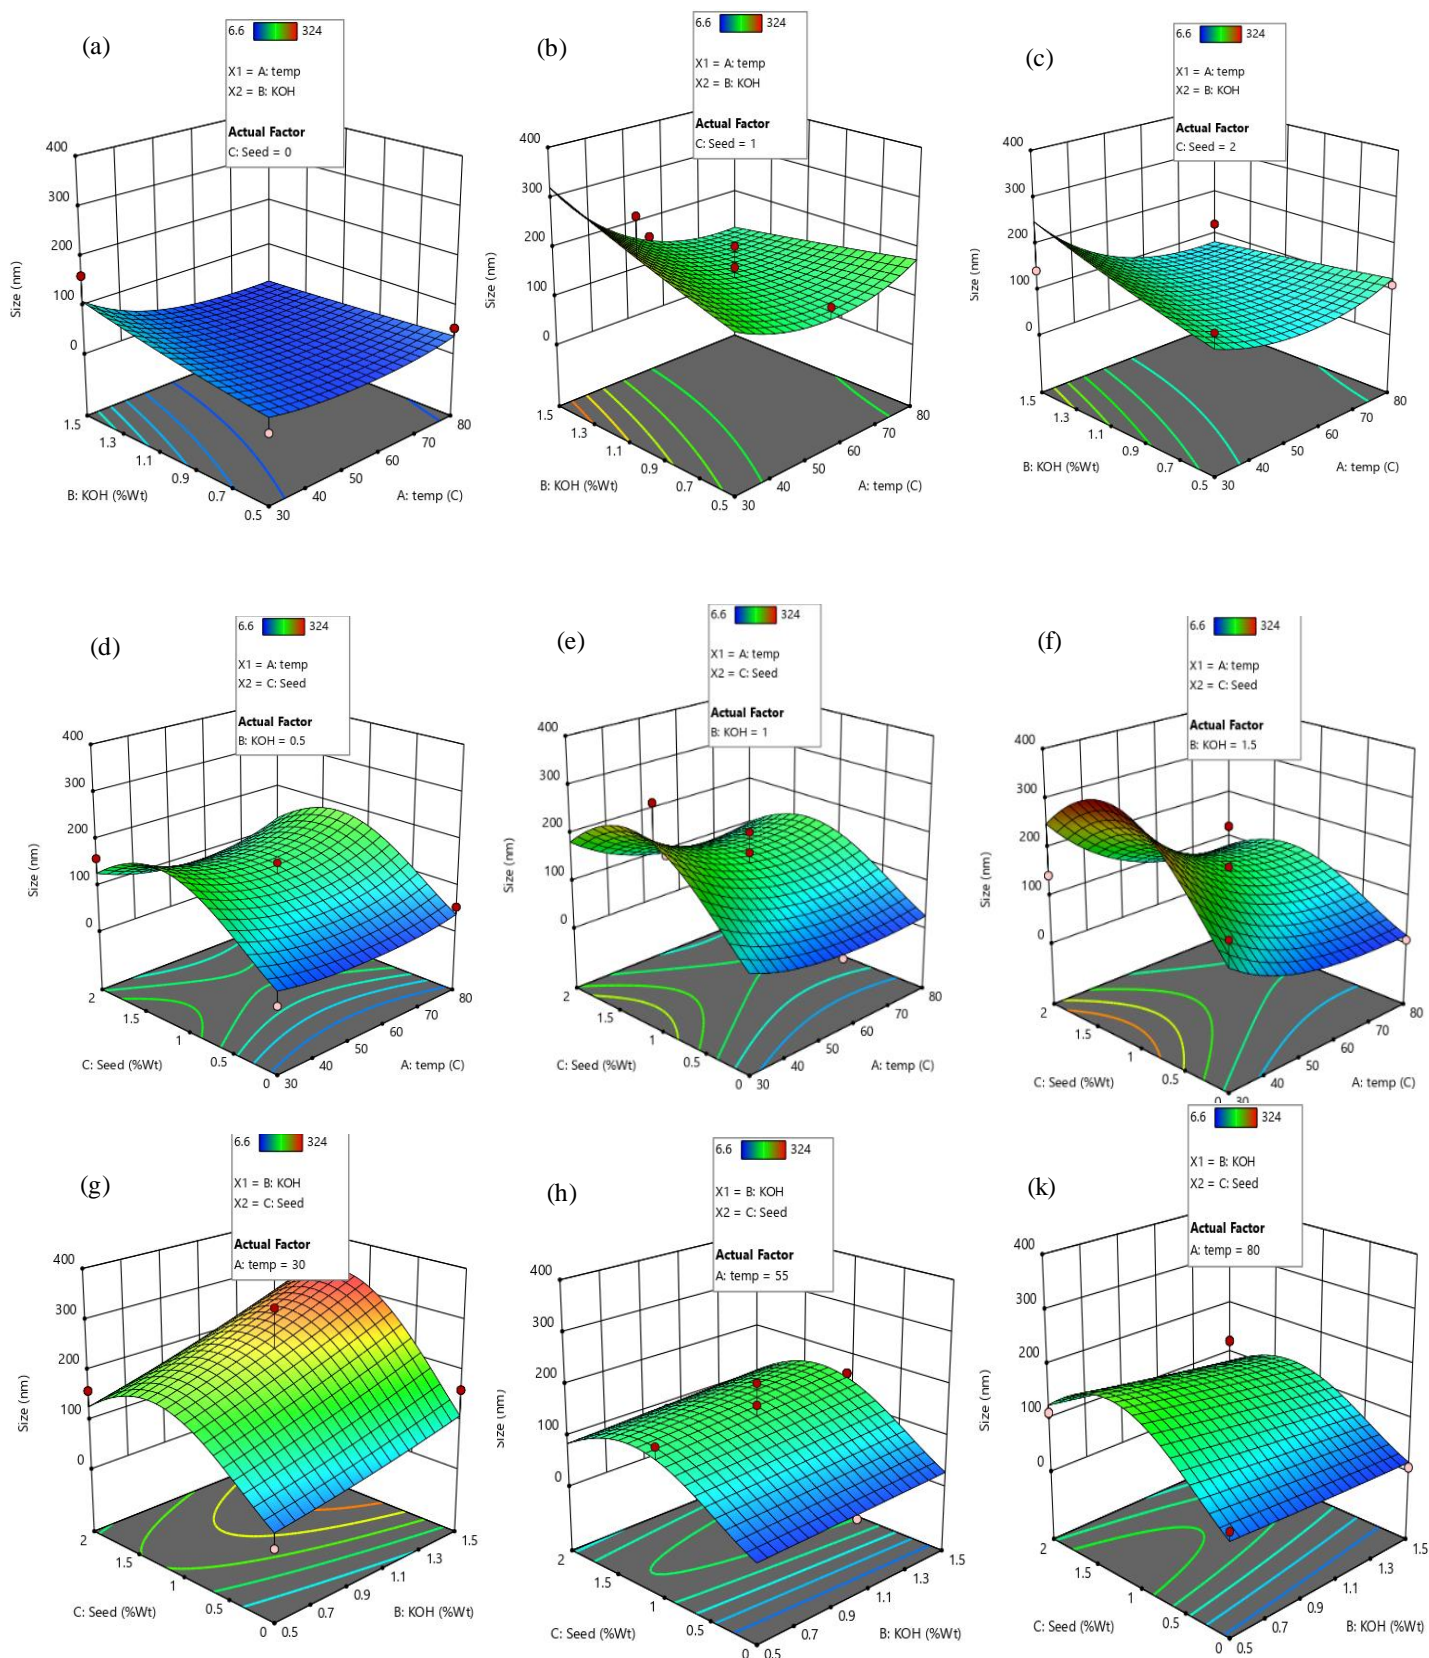 (a)
6.6 324
X1 = A: temp
X2 = B: KOH
Actual Factor
C: Seed = 0
400
300
200
100
0
Size (nm)
1.5
1.3
1.1
0.9
0.7
0.5
B: KOH (%Wt)
30
40
50
60
70
80
A: temp (C)
(b)
6.6 324
X1 = A: temp
X2 = B: KOH
Actual Factor
C: Seed = 1
400
300
200
100
0
Size (nm)
1.5
1.3
1.1
0.9
0.7
0.5
B: KOH (%Wt)
30
40
50
60
70
80
A: temp (C)
(c)
6.6 324
X1 = A: temp
X2 = B: KOH
Actual Factor
C: Seed = 2
400
300
200
100
0
Size (nm)
1.5
1.3
1.1
0.9
0.7
0.5
B: KOH (%Wt)
30
40
50
60
70
80
A: temp (C)
(d)
6.6 324
X1 = A: temp
X2 = C: Seed
Actual Factor
B: KOH = 0.5
400
300
200
100
0
Size (nm)
2
1.5
1
0.5
0
C: Seed (%Wt)
30
40
50
60
70
80
A: temp (C)
(e)
6.6 324
X1 = A: temp
X2 = C: Seed
Actual Factor
B: KOH = 1
400
300
200
100
0
Size (nm)
2
1.5
1
0.5
0
C: Seed (%Wt)
30
40
50
60
70
80
A: temp (C)
(f)
6.6 324
X1 = A: temp
X2 = C: Seed
Actual Factor
B: KOH = 1.5
400
300
200
100
0
Size (nm)
2
1.5
1
0.5
0
C: Seed (%Wt)
30
40
50
60
70
80
A: temp (C)
(g)
6.6 324
X1 = B: KOH
X2 = C: Seed
Actual Factor
A: temp = 30
400
300
200
100
0
Size (nm)
2
1.5
1
0.5
0
C: Seed (%Wt)
0.5
0.7
0.9
1.1
1.3
1.5
B: KOH (%Wt)
(h)
6.6 324
X1 = B: KOH
X2 = C: Seed
Actual Factor
A: temp = 55
400
300
200
100
0
Size (nm)
2
1.5
1
0.5
0
C: Seed (%Wt)
0.5
0.7
0.9
1.1
1.3
1.5
B: KOH (%Wt)
(k)
6.6 324
X1 = B: KOH
X2 = C: Seed
Actual Factor
A: temp = 80
400
300
200
100
0
Size (nm)
2
1.5
1
0.5
0
C: Seed (%Wt)
0.5
0.7
0.9
1.1
1.3
1.5
B: KOH (%Wt)